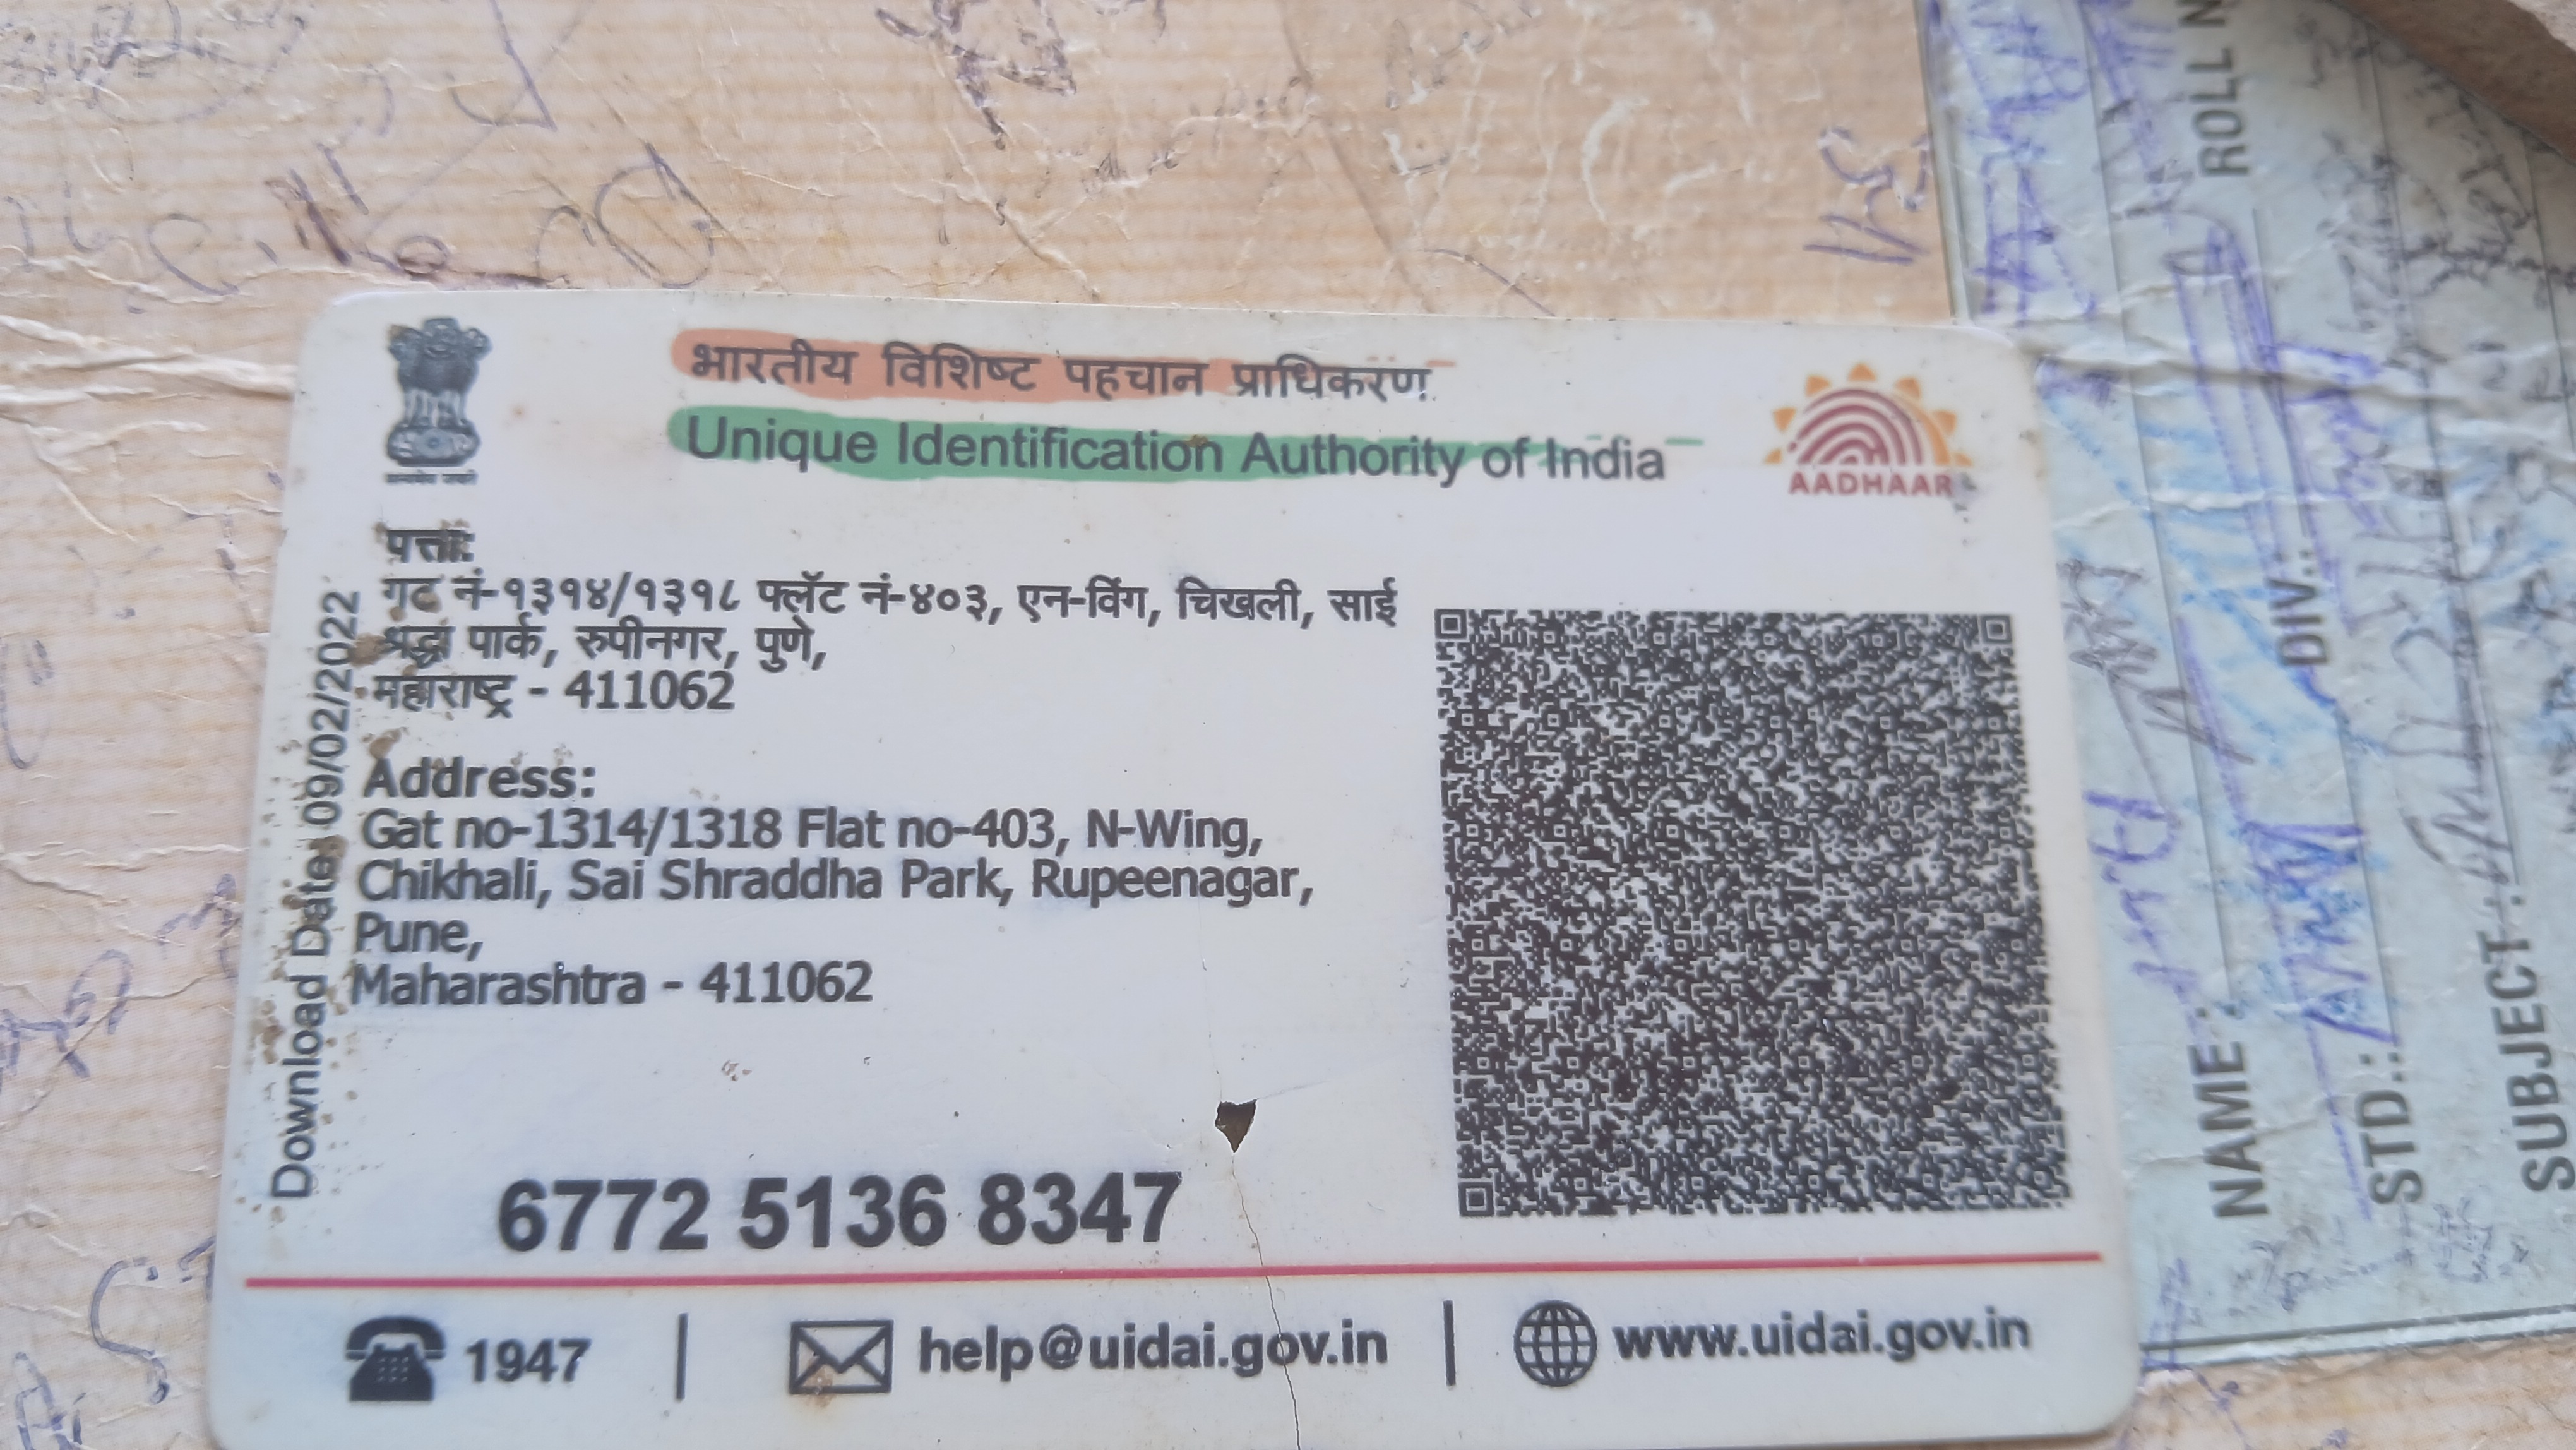 भारतीय विशिष्ट पहचान प्राधिकरण
Unique Identification Authority of India
AADHAAR
पत्ता:
गट नं-१३१४/१३१८ फ्लॅट नं-४०३, एन-विंग, चिखली, साई
श्रद्धा पार्क, रुपीनगर, पुणे,
महाराष्ट्र - 411062
Address:
Gat no-1314/1318 Flat no-403, N-Wing,
Chikhali, Sai Shraddha Park, Rupeenagar,
Pune,
Maharashtra - 411062
Download Date: 09/02/2022
6772 5136 8347
1947
help@uidai.gov.in
www.uidai.gov.in
NAME :
STD.:
DIV.:
ROLL N
SUBJECT :